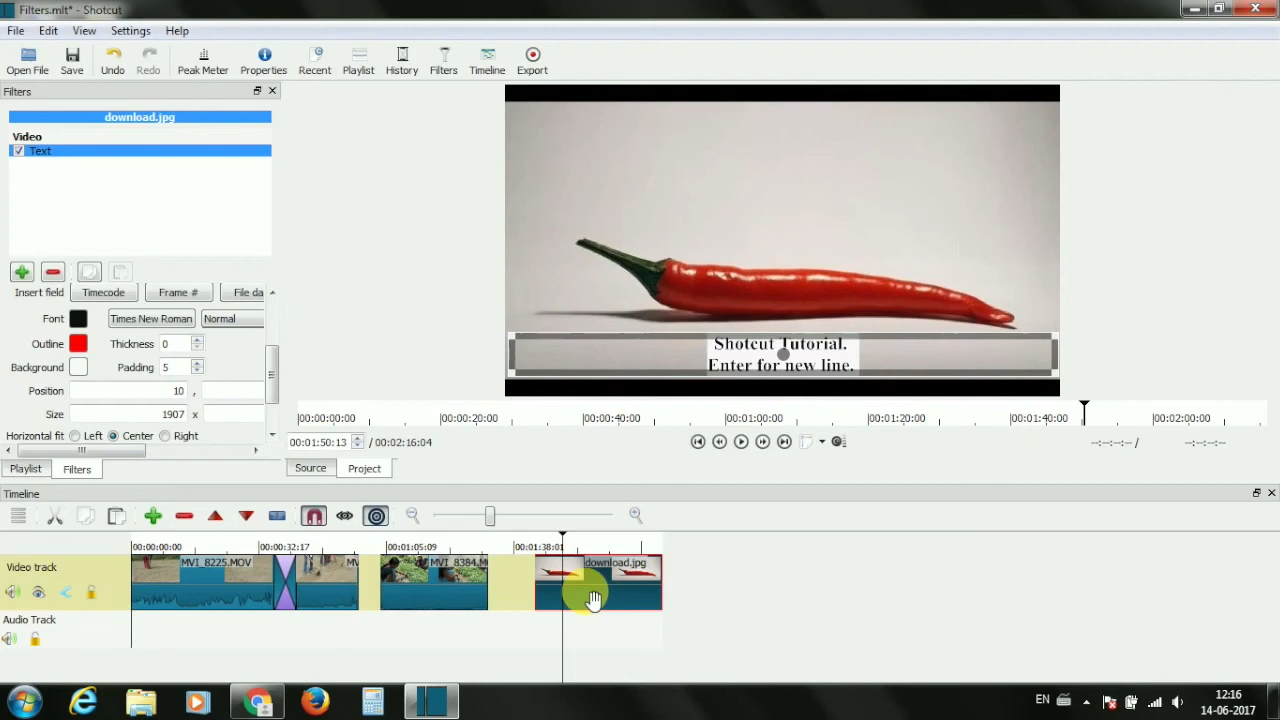 Filters.mlt* - Shotcut
File Edit View Settings Help
Open File Save Undo Redo Peak Meter Properties Recent Playlist History Filters Timeline Export
Filters
download.jpg
Video
Text
Insert field Timecode Frame # File da
Font Times New Roman Normal
Outline Thickness 0
Background Padding 5
Position 10 ,
Size 1907 x
Horizontal fit Left Center Right
Playlist Filters
Shotcut Tutorial.
Enter for new line.
00:00:00:00 00:00:20:00 00:00:40:00 00:01:00:00 00:01:20:00 00:01:40:00 00:02:00:00
00:01:50:13 / 00:02:16:04 --:--:--:-- / --:--:--:--
Source Project
Timeline
00:00:00:00 00:00:32:17 00:01:05:09 00:01:38:01
Video track MVI_8225.MOV MV MVI_8384.M download.jpg
Audio Track
EN 12:16
14-06-2017